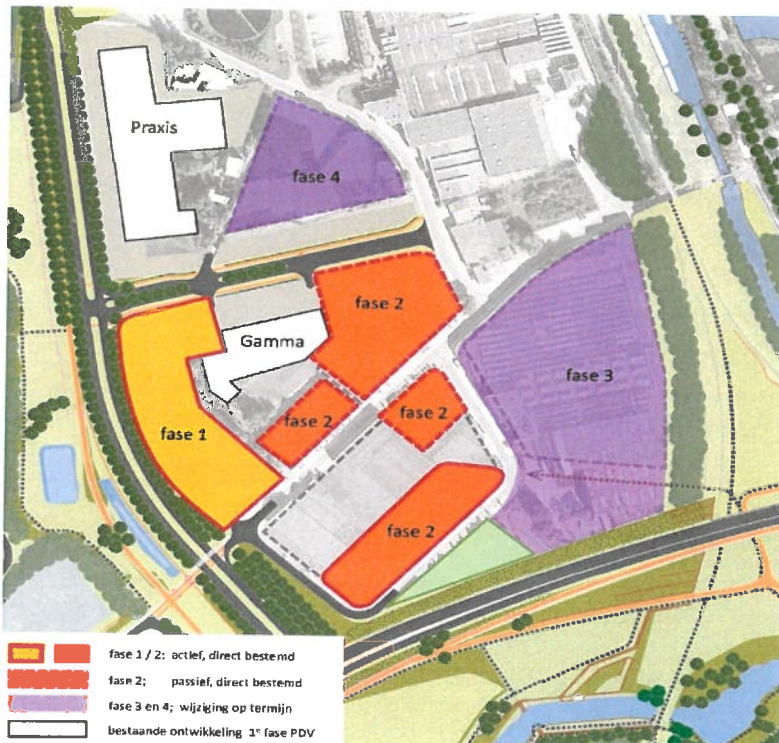 Praxis
fase 4
fase 2
Gamma
fase 3
fase 2
fase 2
fase 1
fase 2
fase 1 / 2; actief, direct bestemd
fase 2; passief, direct bestemd
fase 3 en 4; wijziging op termijn
bestaande ontwikkeling 1e fase PDV